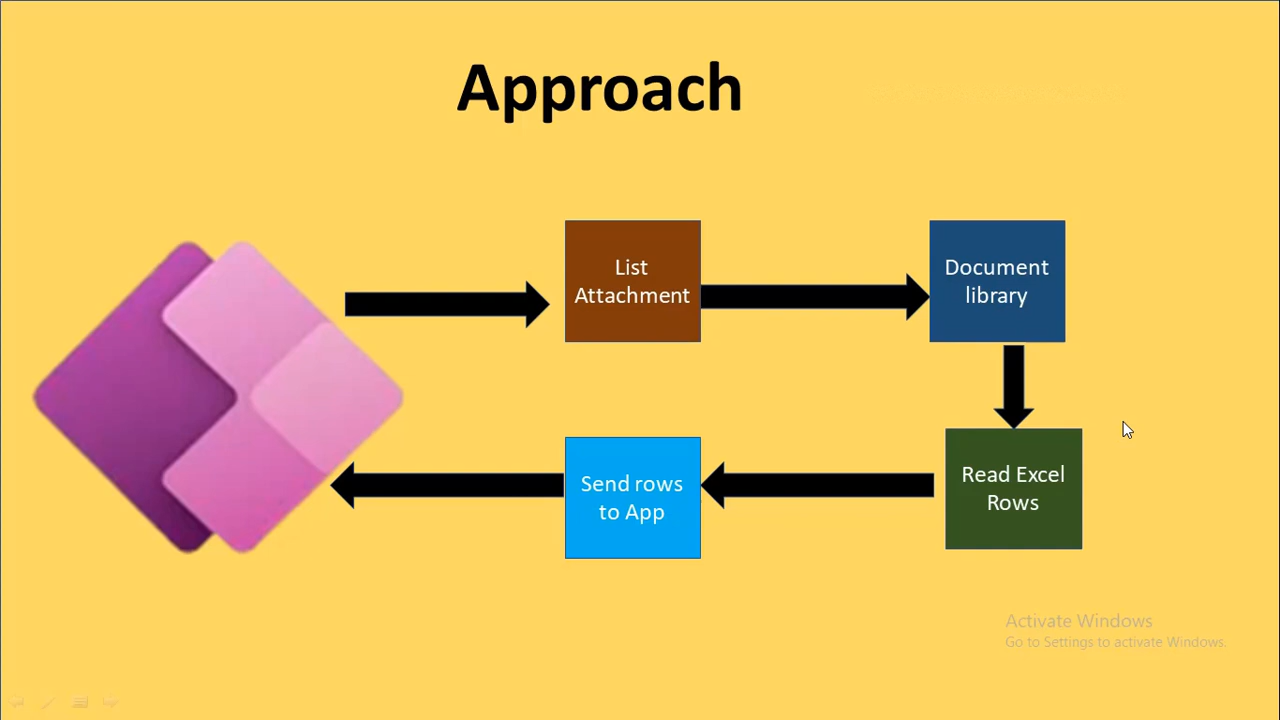 Approach
List
Attachment
Document
library
Read Excel
Rows
Send rows
to App
Activate Windows
Go to Settings to activate Windows.